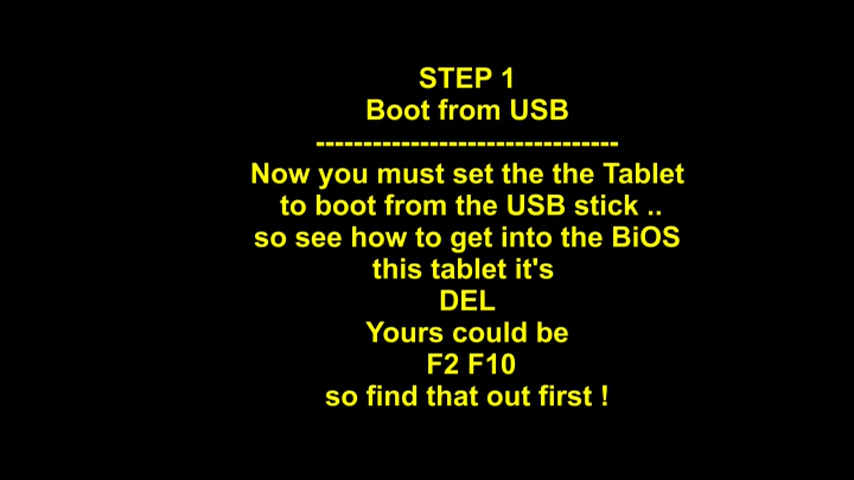 STEP 1
Boot from USB
--------------------------------
Now you must set the the Tablet
to boot from the USB stick ..
so see how to get into the BiOS
this tablet it's
DEL
Yours could be
F2 F10
so find that out first !